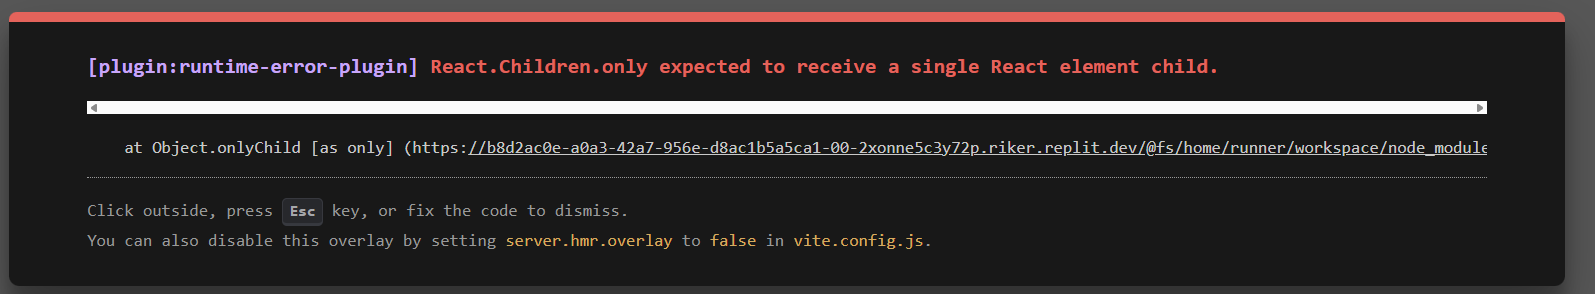 [plugin:runtime-error-plugin] React.Children.only expected to receive a single React element child.
at Object.onlyChild [as only] (https://b8d2ac0e-a0a3-42a7-956e-d8ac1b5a5ca1-00-2xonne5c3y72p.riker.replit.dev/@fs/home/runner/workspace/node_module
Click outside, press Esc key, or fix the code to dismiss.
You can also disable this overlay by setting server.hmr.overlay to false in vite.config.js.